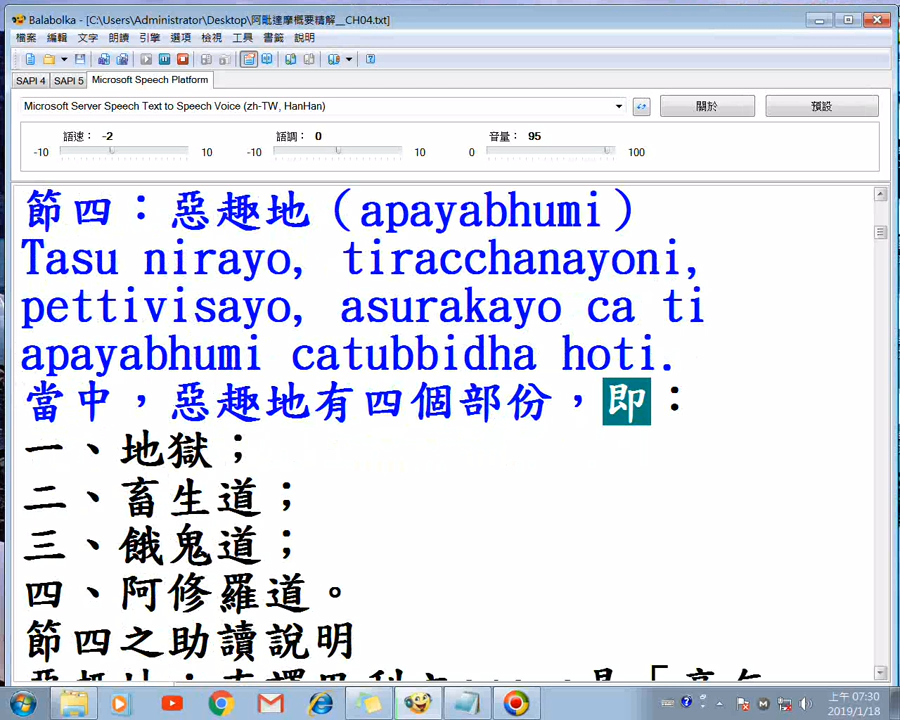 Balabolka - [C:\Users\Administrator\Desktop\阿毗達摩概要精解__CH04.txt]
檔案 編輯 文字 朗讀 引擎 選項 檢視 工具 書籤 說明
SAPI 4 SAPI 5 Microsoft Speech Platform
Microsoft Server Speech Text to Speech Voice (zh-TW, HanHan) 關於 預設
語速： -2 語調： 0 音量： 95
-10 10 -10 10 0 100
節四：惡趣地（apayabhumi）
Tasu nirayo, tiracchanayoni,
pettivisayo, asurakayo ca ti
apayabhumi catubbidha hoti.
當中，惡趣地有四個部份，即：
一、地獄；
二、畜生道；
三、餓鬼道；
四、阿修羅道。
節四之助讀說明
上午 07:30
2019/1/18